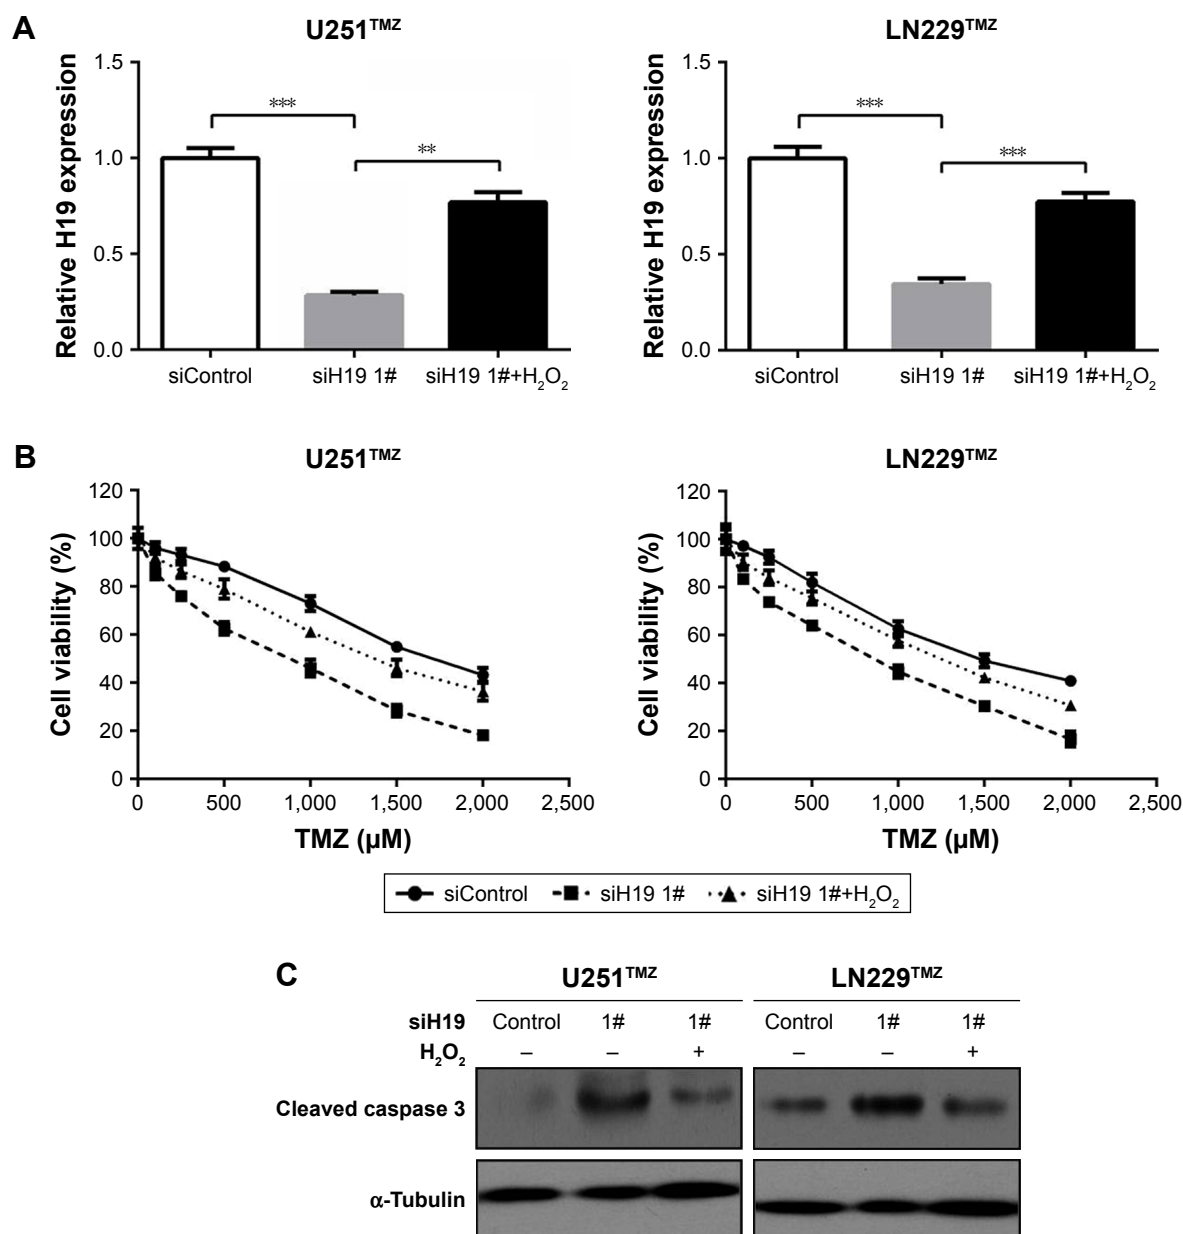 A
U251TMZ
LN229TMZ
Relative H19 expression
1.5
1.0
0.5
0.0
***
**
siControl
siH19 1#
siH19 1#+H2O2
Relative H19 expression
1.5
1.0
0.5
0.0
***
***
siControl
siH19 1#
siH19 1#+H2O2
B
U251TMZ
LN229TMZ
Cell viability (%)
120
100
80
60
40
20
0
0 500 1,000 1,500 2,000 2,500
TMZ (µM)
Cell viability (%)
120
100
80
60
40
20
0
0 500 1,000 1,500 2,000 2,500
TMZ (µM)
siControl siH19 1# siH19 1#+H2O2
C
U251TMZ LN229TMZ
siH19 Control 1# 1# Control 1# 1#
H2O2 – – + – – +
Cleaved caspase 3
α-Tubulin